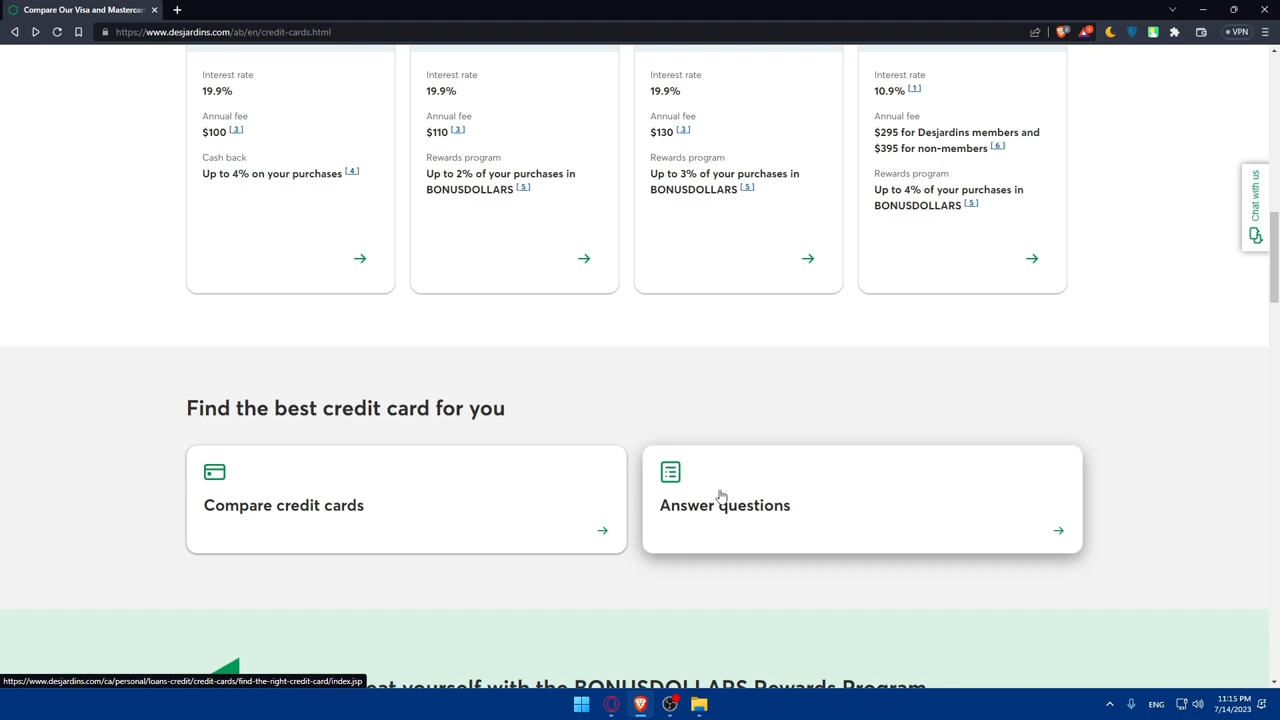 Compare Our Visa and Mastercar
https://www.desjardins.com/ab/en/credit-cards.html
VPN
Interest rate
19.9%
Annual fee
$100 [ 3 ]
Cash back
Up to 4% on your purchases [ 4 ]
Interest rate
19.9%
Annual fee
$110 [ 3 ]
Rewards program
Up to 2% of your purchases in
BONUSDOLLARS [ 5 ]
Interest rate
19.9%
Annual fee
$130 [ 3 ]
Rewards program
Up to 3% of your purchases in
BONUSDOLLARS [ 5 ]
Interest rate
10.9% [ 1 ]
Annual fee
$295 for Desjardins members and
$395 for non-members [ 6 ]
Rewards program
Up to 4% of your purchases in
BONUSDOLLARS [ 5 ]
Chat with us
Find the best credit card for you
Compare credit cards
Answer questions
eat yourself with the BONUSDOLLARS Rewards Program
https://www.desjardins.com/ca/personal/loans-credit/credit-cards/find-the-right-credit-card/index.jsp
ENG
11:15 PM
7/14/2023